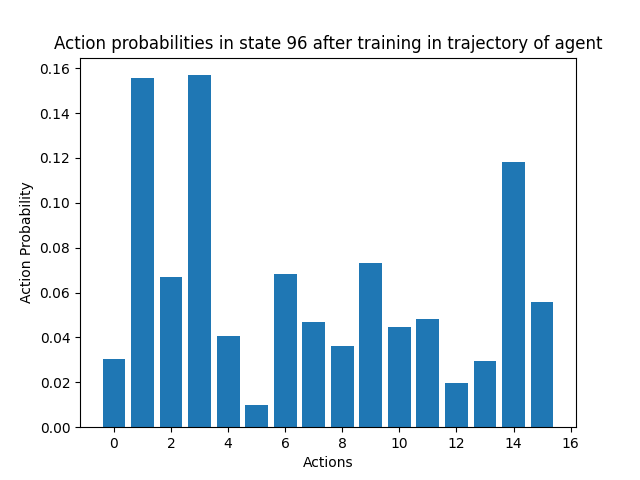 Action probabilities in state 96 after training in trajectory of agent
0.16
0.14
0.12
0.10
0.08
0.06
0.04
0.02
0.00
Action Probability
0 2 4 6 8 10 12 14 16
Actions